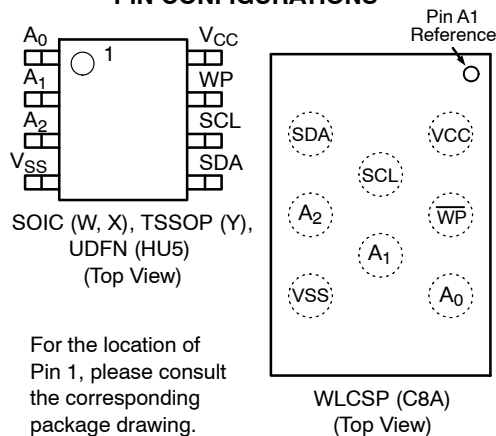 PIN CONFIGURATIONS
A0
A1
A2
VSS
1
VCC
WP
SCL
SDA
SOIC (W, X), TSSOP (Y),
UDFN (HU5)
(Top View)
For the location of
Pin 1, please consult
the corresponding
package drawing.
Pin A1
Reference
SDA VCC
SCL
A2 W̅P̅
A1
VSS A0
WLCSP (C8A)
(Top View)